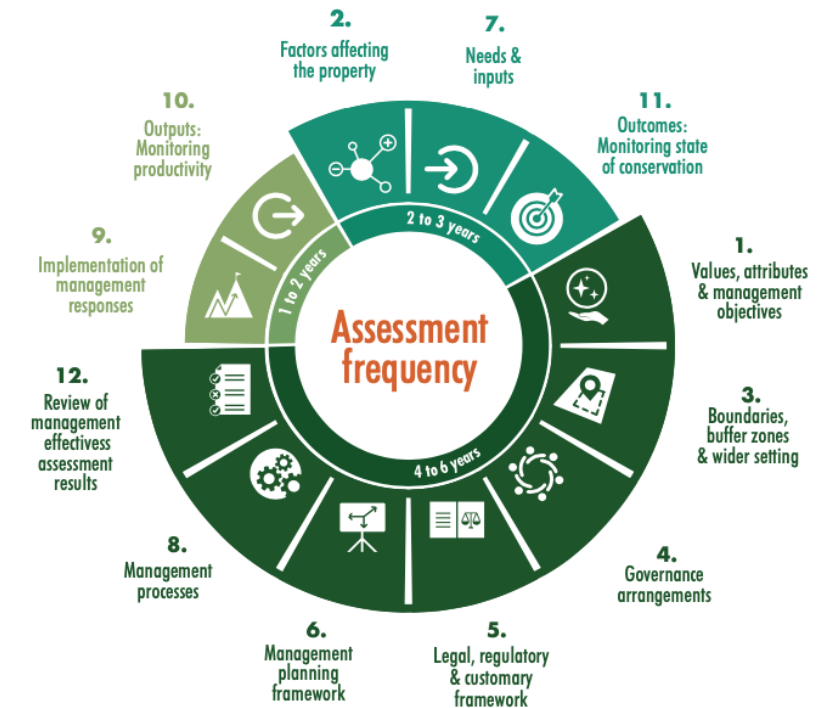 2.
Factors affecting
the property
7.
Needs &
inputs
11.
Outcomes:
Monitoring state
of conservation
1.
Values, attributes
& management
objectives
3.
Boundaries,
buffer zones
& wider setting
4.
Governance
arrangements
5.
Legal, regulatory
& customary
framework
6.
Management
planning
framework
8.
Management
processes
12.
Review of
management
effectivess
assessment
results
9.
Implementation of
management
responses
10.
Outputs:
Monitoring
productivity
2 to 3 years
1 to 2 years
4 to 6 years
Assessment
frequency